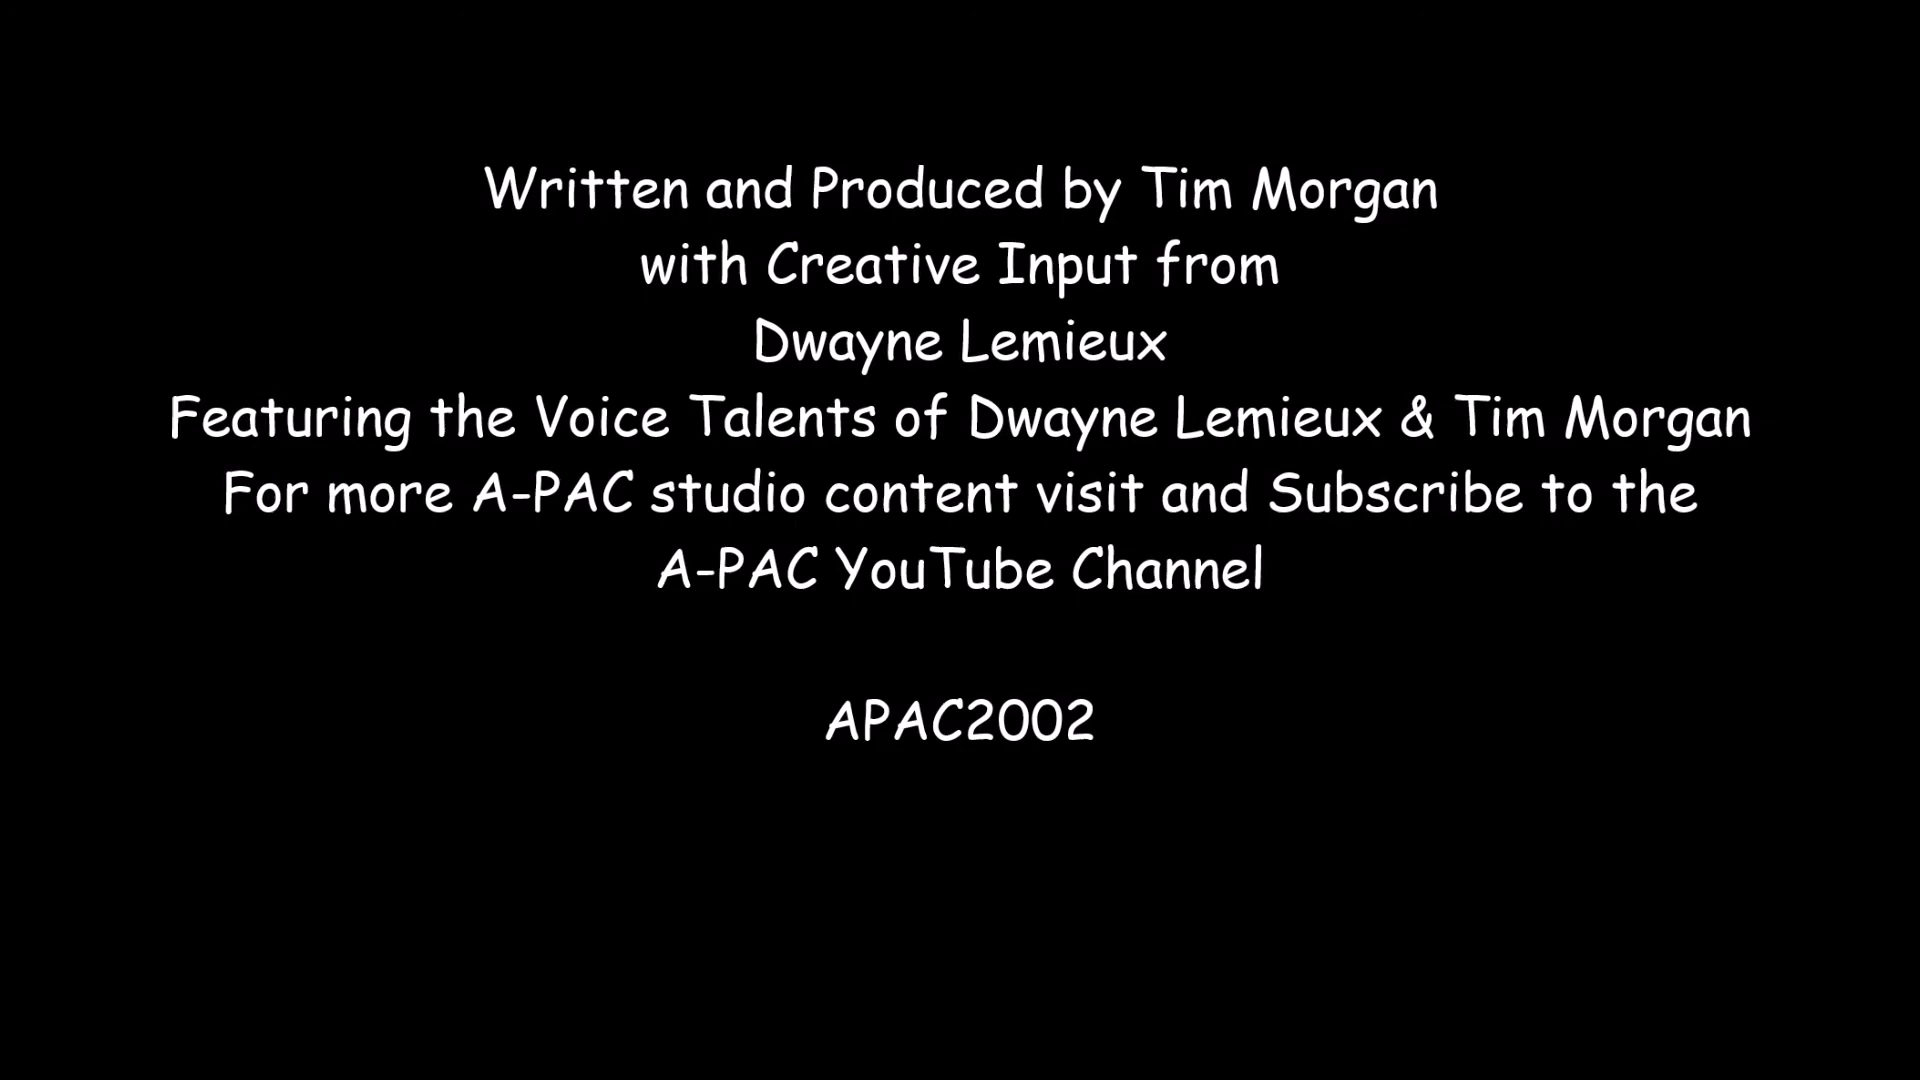 Written and Produced by Tim Morgan
with Creative Input from
Dwayne Lemieux
Featuring the Voice Talents of Dwayne Lemieux & Tim Morgan
For more A-PAC studio content visit and Subscribe to the
A-PAC YouTube Channel
APAC2002